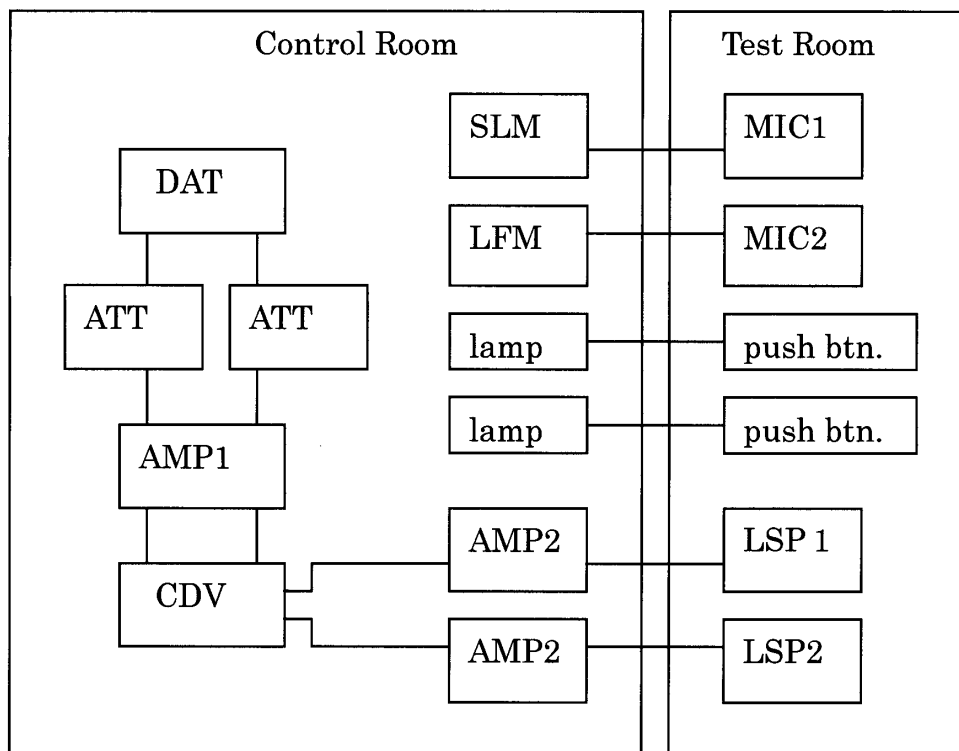 Control Room
Test Room
SLM
MIC1
DAT
LFM
MIC2
ATT
ATT
lamp
push btn.
lamp
push btn.
AMP1
AMP2
LSP 1
CDV
AMP2
LSP2